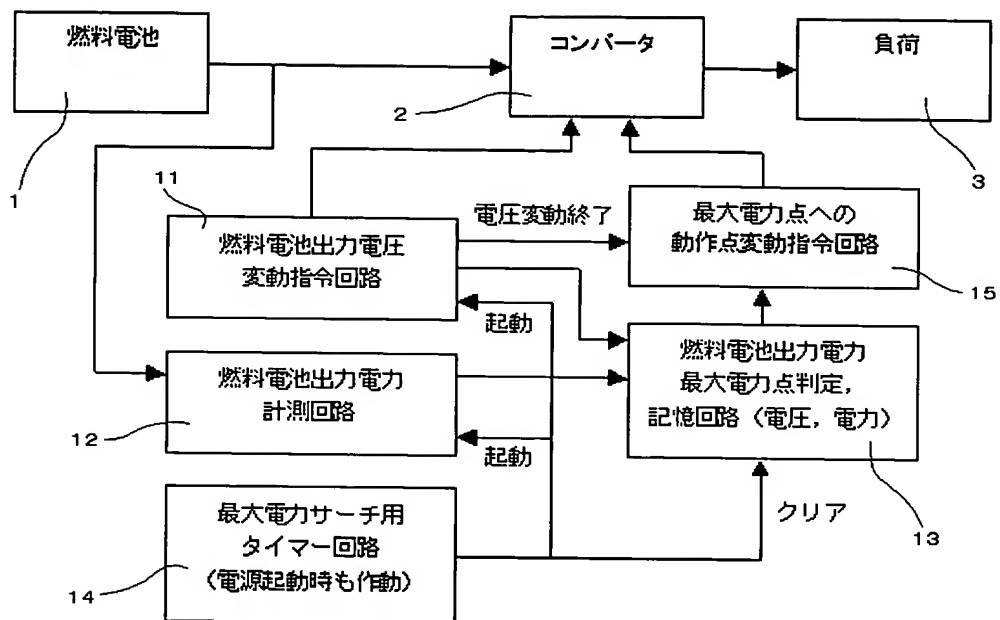 燃料電池
コンバータ
負荷
1
2
3
11
燃料電池出力電圧
変動指令回路
電圧変動終了
最大電力点への
動作点変動指令回路
15
起動
燃料電池出力電力
計測回路
12
起動
燃料電池出力電力
最大電力点判定,
記憶回路（電圧，電力）
13
クリア
最大電力サーチ用
タイマー回路
（電源起動時も作動）
14